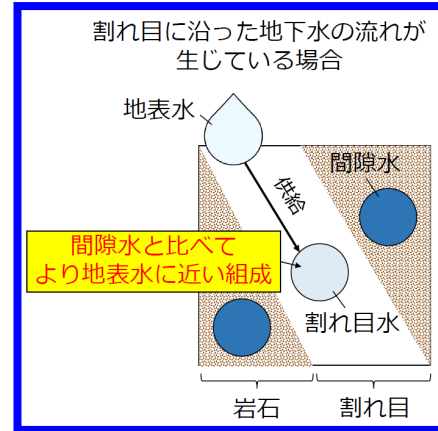 割れ目に沿った地下水の流れが
生じている場合
地表水
間隙水
供給
間隙水と比べて
より地表水に近い組成
割れ目水
岩石
割れ目